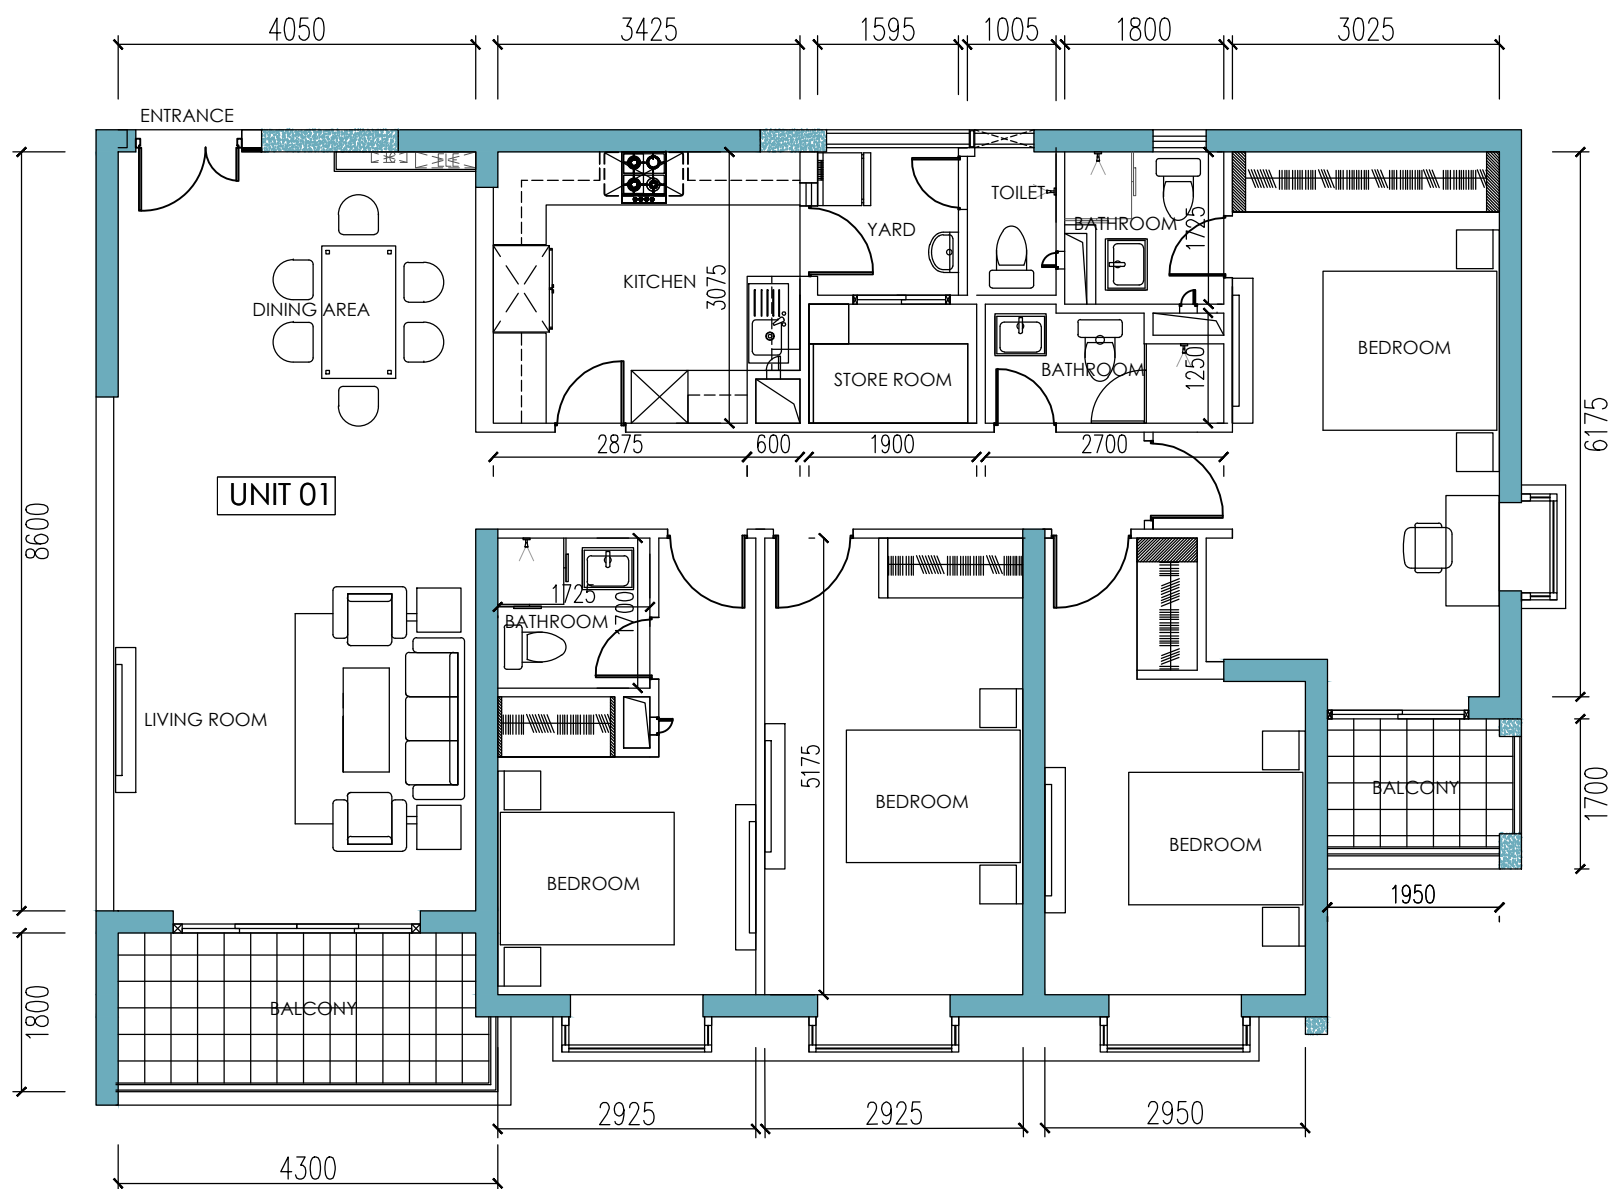 4050
3425
1595
1005
1800
3025
ENTRANCE
TOILET
BATHROOM
1725
YARD
KITCHEN
3075
DINING AREA
BEDROOM
BATHROOM
1250
STORE ROOM
6175
2875
600
1900
2700
UNIT 01
8600
1725
1700
BATHROOM
LIVING ROOM
5175
BEDROOM
BALCONY
1700
BEDROOM
BEDROOM
1950
BALCONY
1800
2925
2925
2950
4300